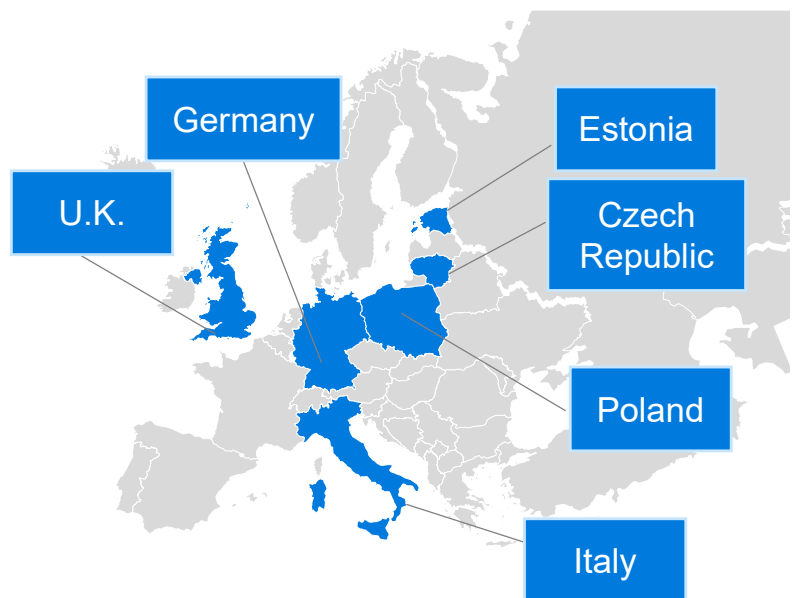 Germany
Estonia
U.K.
Czech
Republic
Poland
Italy